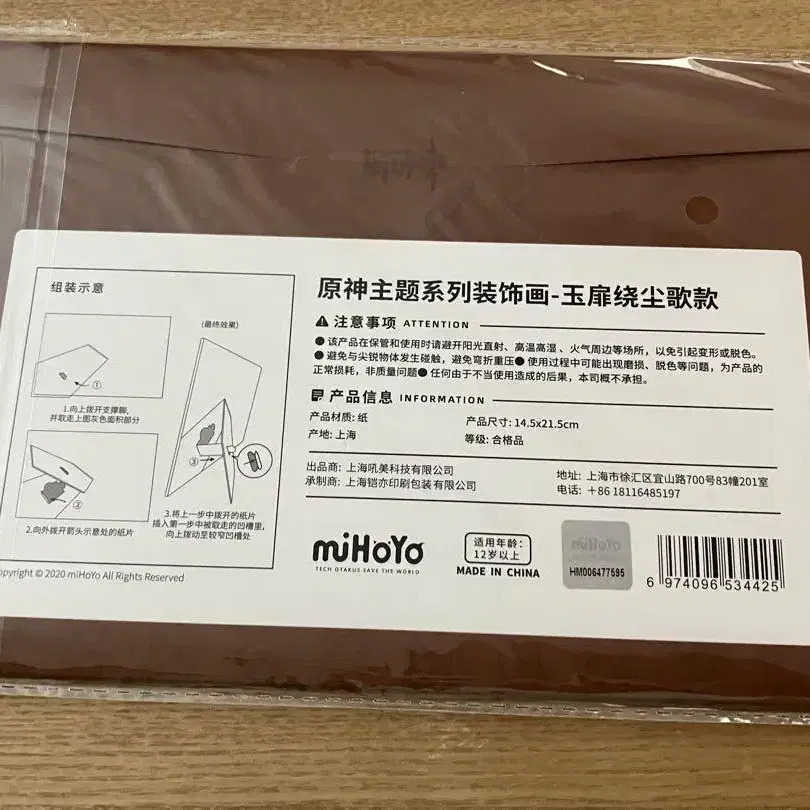 组装示意
①
1.向上拨开支撑脚,
并取走上图灰色面积部分
②
2.向外拨开箭头示意处的纸片
(最终效果)
③
3.将上一步中拨开的纸片
插入第一步中被取走的凹槽里,
向上拨动至较窄凹槽处
原神主题系列装饰画-玉扉绕尘歌款
注意事项 ATTENTION
● 该产品在保管和使用时请避开阳光直射、高温高湿 、火气周边等场所，以免引起变形或脱色。
● 避免与尖锐物体发生碰触，避免弯折重压● 使用过程中可能出现磨损、脱色等问题，为产品的
正常损耗，非质量问题● 任何由于不当使用造成的后果，本司概不承担。
产品信息 INFORMATION
产品材质: 纸 产品尺寸: 14.5x21.5cm
产地: 上海 等级: 合格品
出品商: 上海吼美科技有限公司 地址: 上海市徐汇区宜山路700号83幢201室
承制商: 上海铠亦印刷包装有限公司 电话: +86 18116485197
miHoYo
TECH OTAKUS SAVE THE WORLD
适用年龄:
12岁以上
MADE IN CHINA
miHoYo
HM006477595
6 974096 534425
opyright © 2020 miHoYo All Rights Reserved